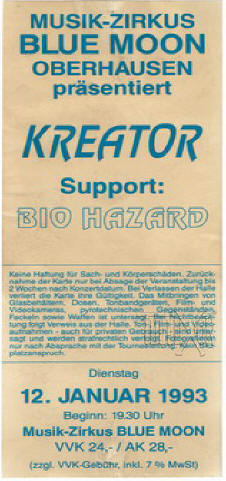 MUSIK-ZIRKUS
BLUE MOON
OBERHAUSEN
präsentiert
KREATOR
Support:
BIO HAZARD
Keine Haftung für Sach- und Körperschäden. Zurück-
nahme der Karte nur bei Absage der Veranstaltung bis
2 Wochen nach Konzertdatum. Bei Verlassen der Halle
verliert die Karte ihre Gültigkeit. Das Mitbringen von
Glasbehältern, Dosen, Tonbandgeräten, Film- und
Videokameras, pyrotechnischen Gegenständen,
Fackeln sowie Waffen ist untersagt. Bei Nichtbeach-
tung folgt Verweis aus der Halle. Ton- Film- und Video-
aufnahmen - auch für privaten Gebrauch - sind unter-
sagt und werden strafrechtlich verfolgt. Fotografieren
nur nach Absprache mit der Tourneeleitung. Kein Sitz-
platzanspruch.
Dienstag
12. JANUAR 1993
Beginn: 19.30 Uhr
Musik-Zirkus BLUE MOON
VVK 24,- / AK 28,-
(zzgl. VVK-Gebühr, inkl. 7 % MwSt)